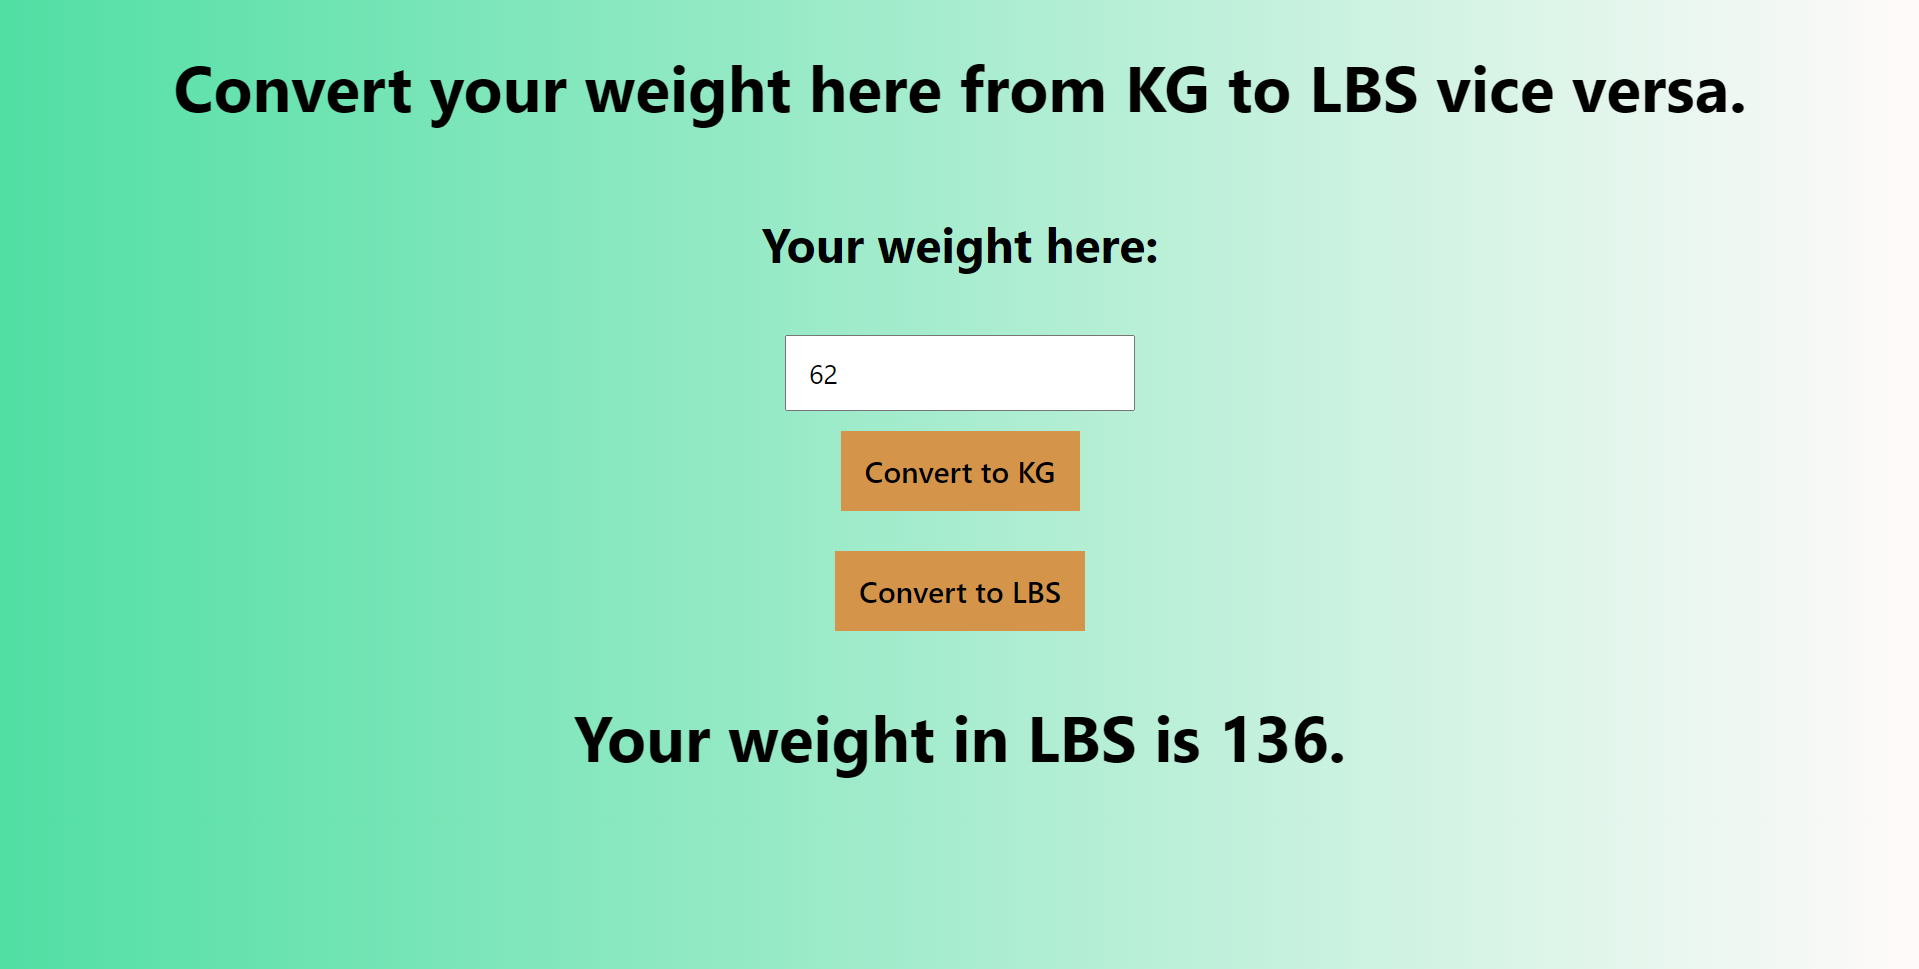 Convert your weight here from KG to LBS vice versa.
Your weight here:
62
Convert to KG
Convert to LBS
Your weight in LBS is 136.